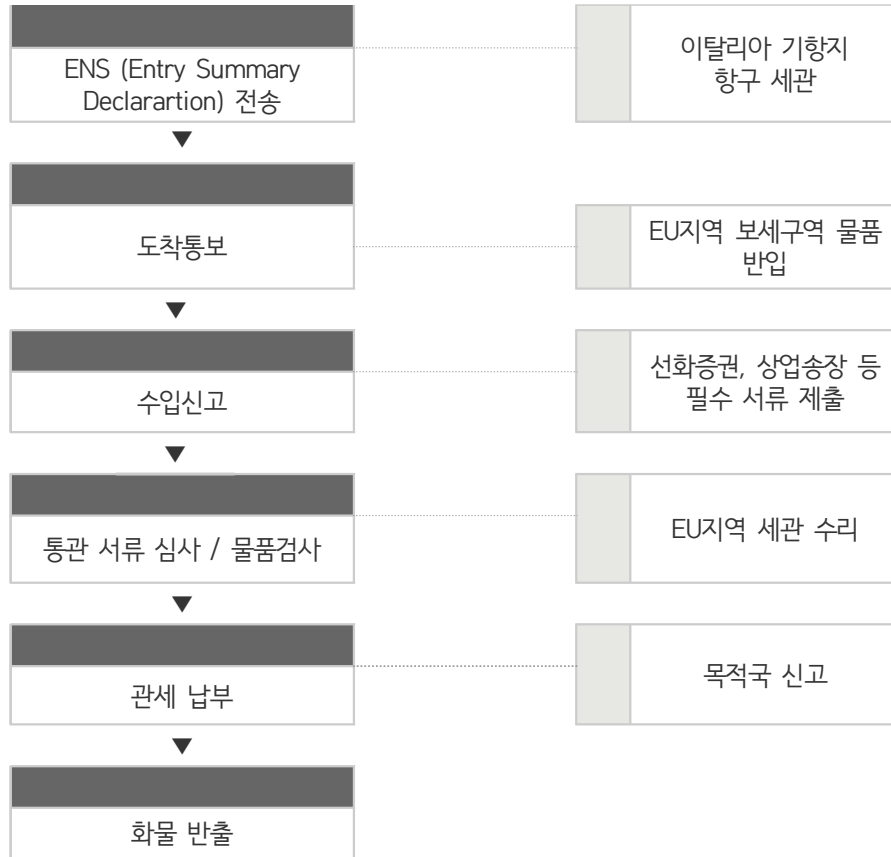 ENS (Entry Summary
Declarartion) 전송
이탈리아 기항지
항구 세관
도착통보
EU지역 보세구역 물품
반입
수입신고
선화증권, 상업송장 등
필수 서류 제출
통관 서류 심사 / 물품검사
EU지역 세관 수리
관세 납부
목적국 신고
화물 반출